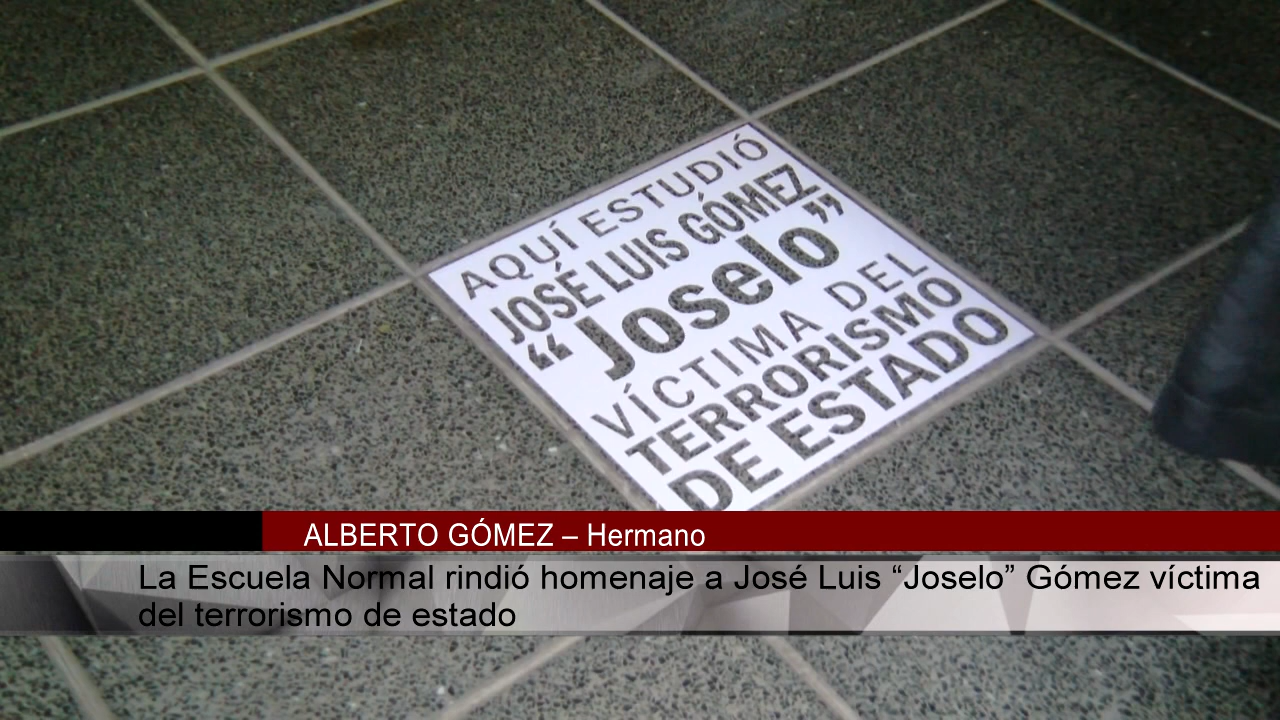 AQUÍ ESTUDIÓ
JOSÉ LUIS GÓMEZ
“Joselo”
VÍCTIMA DEL
TERRORISMO
DE ESTADO
ALBERTO GÓMEZ – Hermano
La Escuela Normal rindió homenaje a José Luis “Joselo” Gómez víctima
del terrorismo de estado